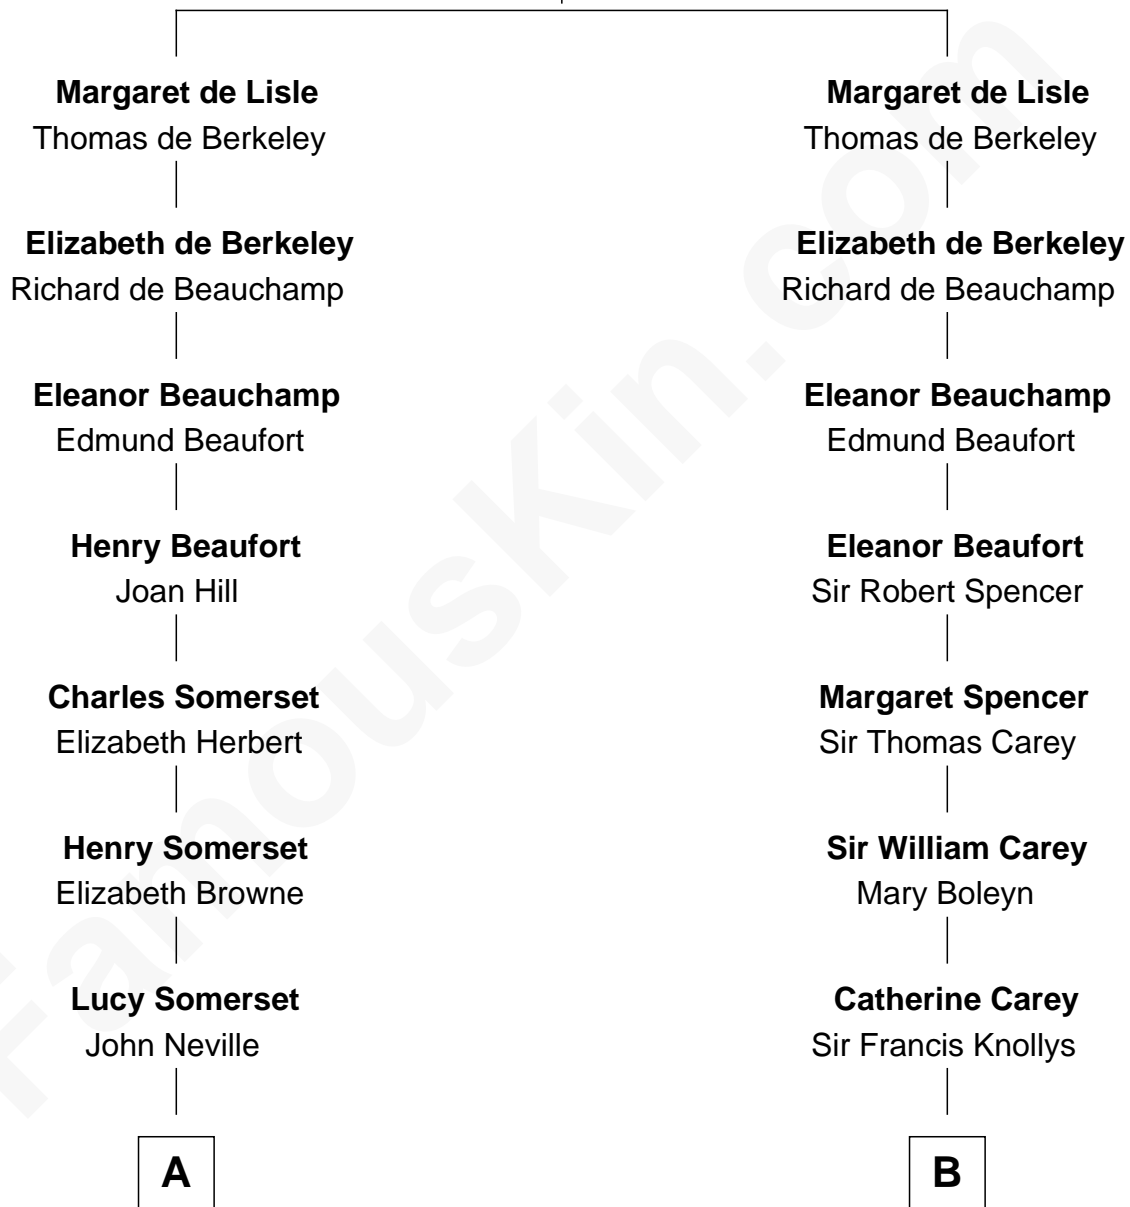 Margaret de Lisle
Thomas de Berkeley
Elizabeth de Berkeley
Richard de Beauchamp
Eleanor Beauchamp
Edmund Beaufort
Henry Beaufort
Joan Hill
Charles Somerset
Elizabeth Herbert
Henry Somerset
Elizabeth Browne
Lucy Somerset
John Neville
A
Margaret de Lisle
Thomas de Berkeley
Elizabeth de Berkeley
Richard de Beauchamp
Eleanor Beauchamp
Edmund Beaufort
Eleanor Beaufort
Sir Robert Spencer
Margaret Spencer
Sir Thomas Carey
Sir William Carey
Mary Boleyn
Catherine Carey
Sir Francis Knollys
B
FamousKin.com